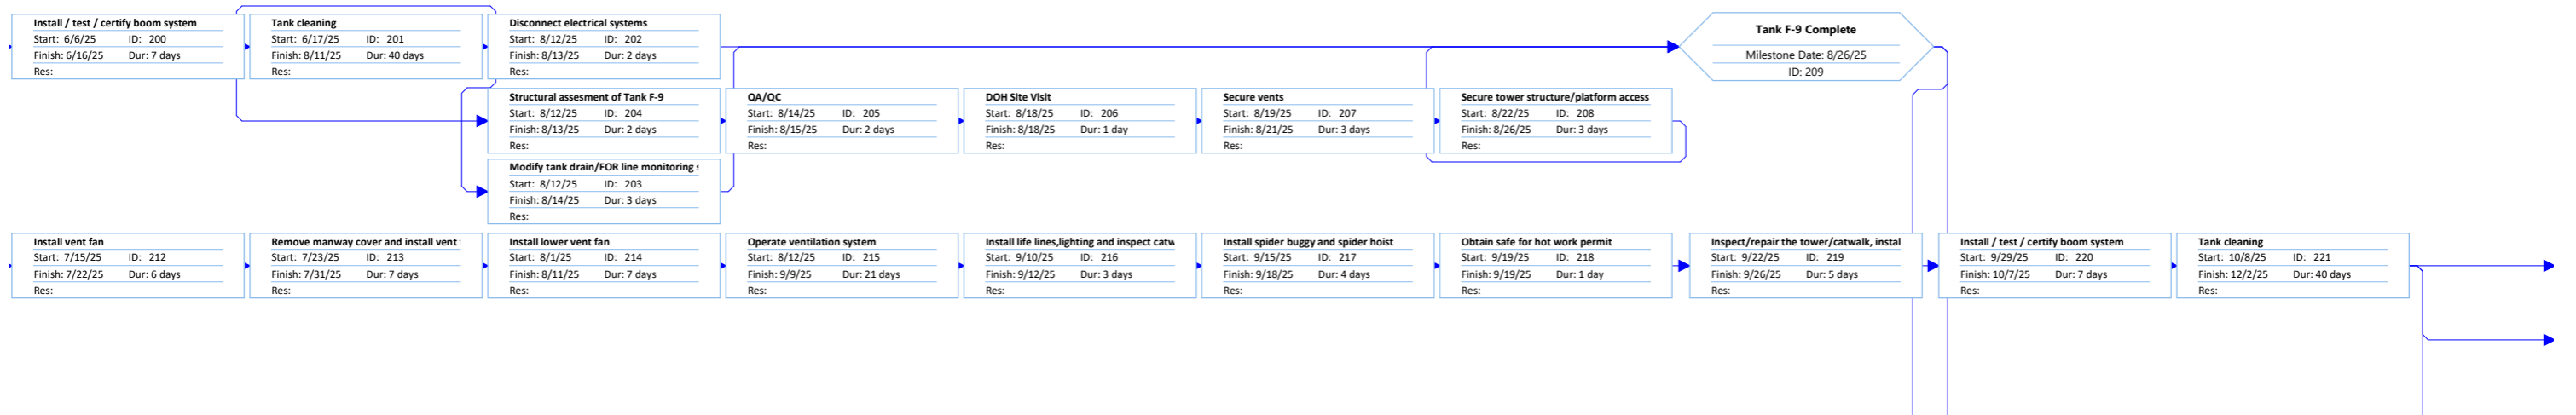 Install / test / certify boom system
Start: 6/6/25 ID: 200
Finish: 6/16/25 Dur: 7 days
Res:
Tank cleaning
Start: 6/17/25 ID: 201
Finish: 8/11/25 Dur: 40 days
Res:
Disconnect electrical systems
Start: 8/12/25 ID: 202
Finish: 8/13/25 Dur: 2 days
Res:
Tank F-9 Complete
Milestone Date: 8/26/25
ID: 209
Structural assesment of Tank F-9
Start: 8/12/25 ID: 204
Finish: 8/13/25 Dur: 2 days
Res:
QA/QC
Start: 8/14/25 ID: 205
Finish: 8/15/25 Dur: 2 days
Res:
DOH Site Visit
Start: 8/18/25 ID: 206
Finish: 8/18/25 Dur: 1 day
Res:
Secure vents
Start: 8/19/25 ID: 207
Finish: 8/21/25 Dur: 3 days
Res:
Secure tower structure/platform access
Start: 8/22/25 ID: 208
Finish: 8/26/25 Dur: 3 days
Res:
Modify tank drain/FOR line monitoring s
Start: 8/12/25 ID: 203
Finish: 8/14/25 Dur: 3 days
Res:
Install vent fan
Start: 7/15/25 ID: 212
Finish: 7/22/25 Dur: 6 days
Res:
Remove manway cover and install vent
Start: 7/23/25 ID: 213
Finish: 7/31/25 Dur: 7 days
Res:
Install lower vent fan
Start: 8/1/25 ID: 214
Finish: 8/11/25 Dur: 7 days
Res:
Operate ventilation system
Start: 8/12/25 ID: 215
Finish: 9/9/25 Dur: 21 days
Res:
Install life lines,lighting and inspect catw
Start: 9/10/25 ID: 216
Finish: 9/12/25 Dur: 3 days
Res:
Install spider buggy and spider hoist
Start: 9/15/25 ID: 217
Finish: 9/18/25 Dur: 4 days
Res:
Obtain safe for hot work permit
Start: 9/19/25 ID: 218
Finish: 9/19/25 Dur: 1 day
Res:
Inspect/repair the tower/catwalk, instal
Start: 9/22/25 ID: 219
Finish: 9/26/25 Dur: 5 days
Res:
Install / test / certify boom system
Start: 9/29/25 ID: 220
Finish: 10/7/25 Dur: 7 days
Res:
Tank cleaning
Start: 10/8/25 ID: 221
Finish: 12/2/25 Dur: 40 days
Res: